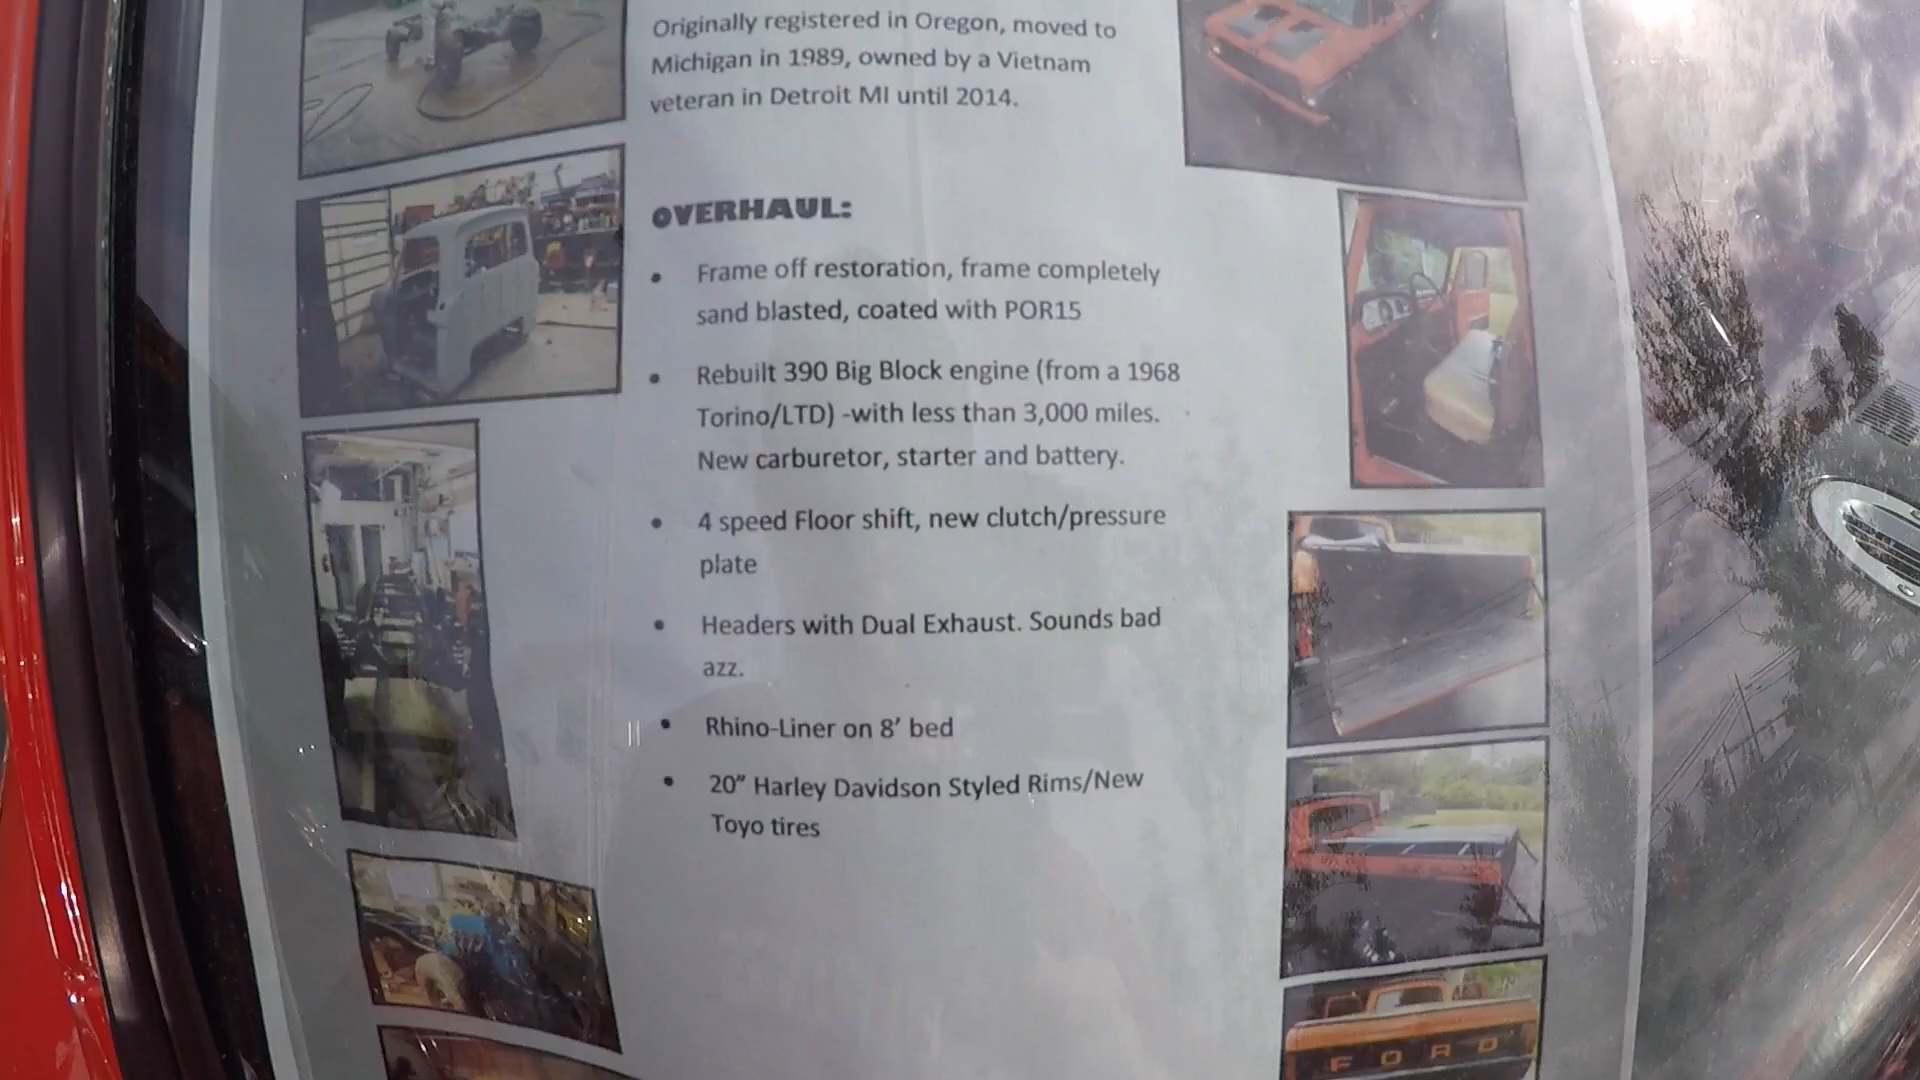 Originally registered in Oregon, moved to
Michigan in 1989, owned by a Vietnam
veteran in Detroit MI until 2014.
OVERHAUL:
• Frame off restoration, frame completely
sand blasted, coated with POR15
• Rebuilt 390 Big Block engine (from a 1968
Torino/LTD) -with less than 3,000 miles.
New carburetor, starter and battery.
• 4 speed Floor shift, new clutch/pressure
plate
• Headers with Dual Exhaust. Sounds bad
azz.
• Rhino-Liner on 8’ bed
• 20” Harley Davidson Styled Rims/New
Toyo tires
FORD